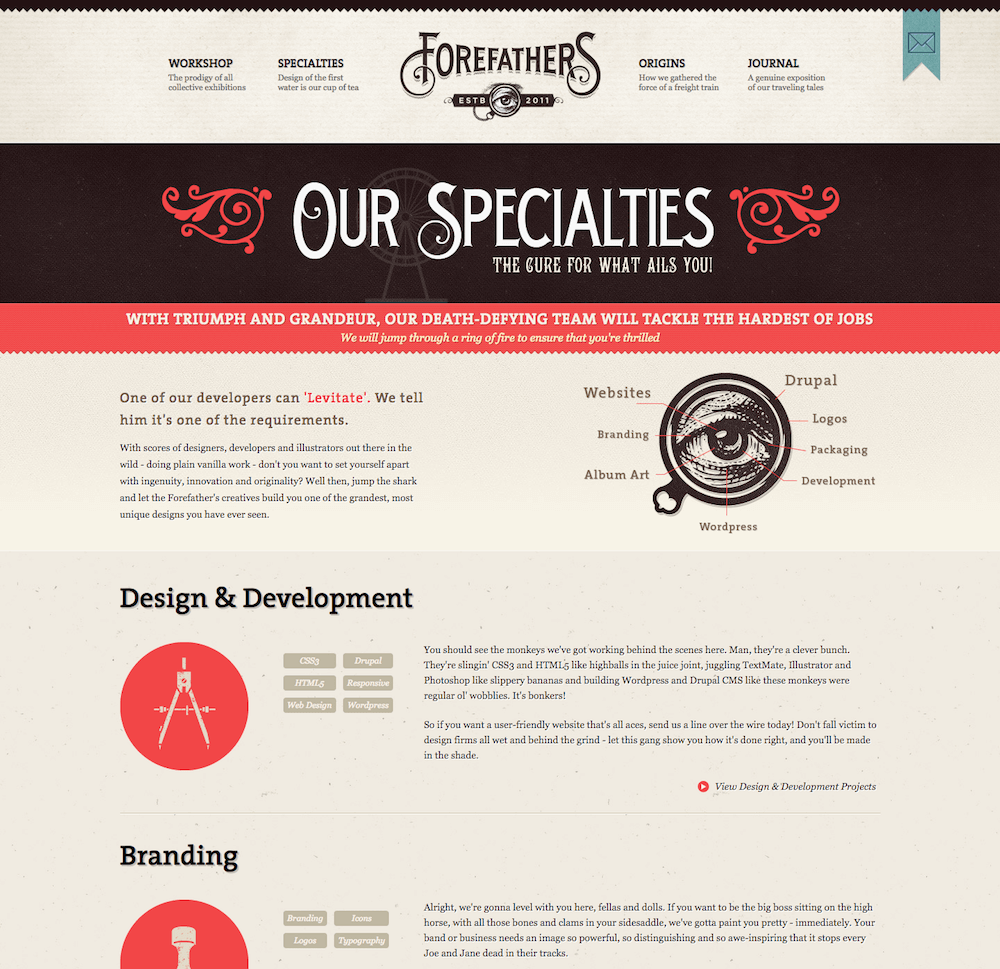 WORKSHOP
The prodigy of all
collective exhibitions
SPECIALTIES
Design of the first
water is our cup of tea
FOREFATHERS
ESTB 2011
ORIGINS
How we gathered the
force of a freight train
JOURNAL
A genuine exposition
of our traveling tales
OUR SPECIALTIES
THE CURE FOR WHAT AILS YOU!
WITH TRIUMPH AND GRANDEUR, OUR DEATH-DEFYING TEAM WILL TACKLE THE HARDEST OF JOBS
We will jump through a ring of fire to ensure that you're thrilled
One of our developers can 'Levitate'. We tell
him it's one of the requirements.
With scores of designers, developers and illustrators out there in the
wild - doing plain vanilla work - don't you want to set yourself apart
with ingenuity, innovation and originality? Well then, jump the shark
and let the Forefather's creatives build you one of the grandest, most
unique designs you have ever seen.
Websites
Drupal
Branding
Logos
Album Art
Packaging
Development
Wordpress
Design & Development
CSS3 Drupal
HTML5 Responsive
Web Design Wordpress
You should see the monkeys we've got working behind the scenes here. Man, they're a clever bunch.
They're slingin' CSS3 and HTML5 like highballs in the juice joint, juggling TextMate, Illustrator and
Photoshop like slippery bananas and building Wordpress and Drupal CMS like these monkeys were
regular ol' wobblies. It's bonkers!
So if you want a user-friendly website that's all aces, send us a line over the wire today! Don't fall victim to
design firms all wet and behind the grind - let this gang show you how it's done right, and you'll be made
in the shade.
View Design & Development Projects
Branding
Branding Icons
Logos Typography
Alright, we're gonna level with you here, fellas and dolls. If you want to be the big boss sitting on the high
horse, with all those bones and clams in your sidesaddle, we've gotta paint you pretty - immediately. Your
band or business needs an image so powerful, so distinguishing and so awe-inspiring that it stops every
Joe and Jane dead in their tracks.